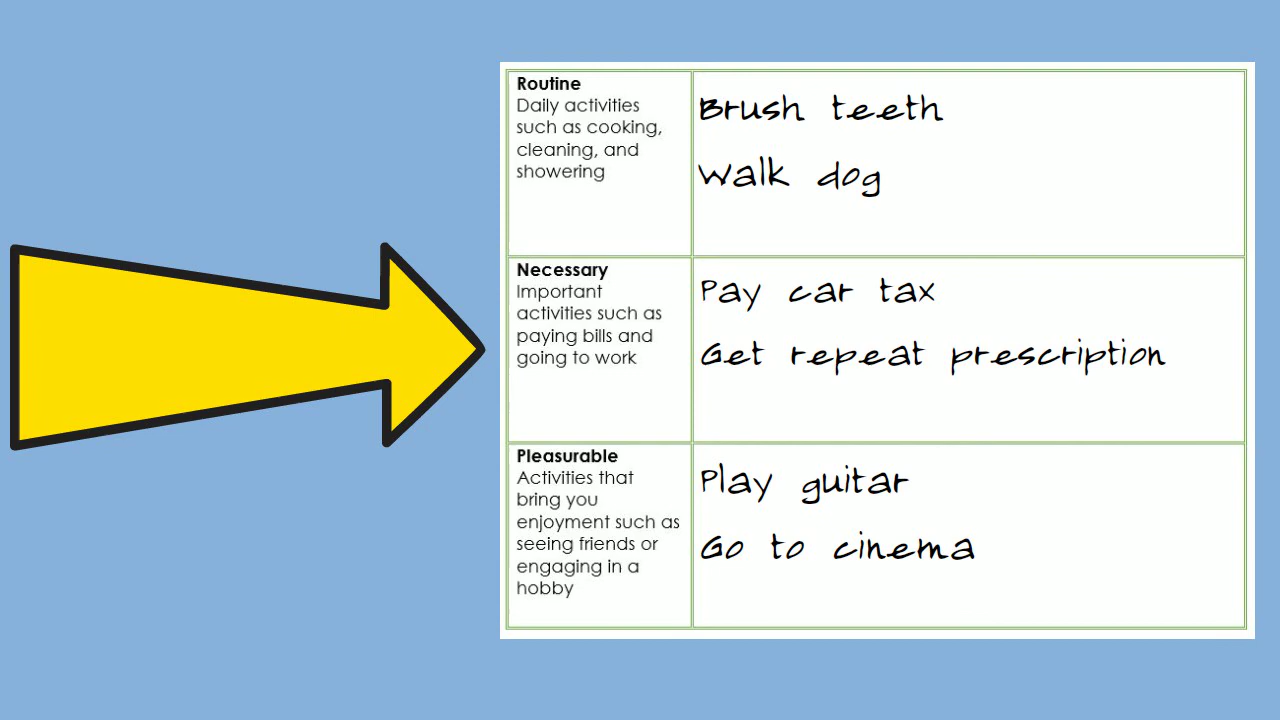 Routine
Daily activities
such as cooking,
cleaning, and
showering
Brush teeth
Walk dog
Necessary
Important
activities such as
paying bills and
going to work
Pay car tax
Get repeat prescription
Pleasurable
Activities that
bring you
enjoyment such as
seeing friends or
engaging in a
hobby
Play guitar
Go to cinema